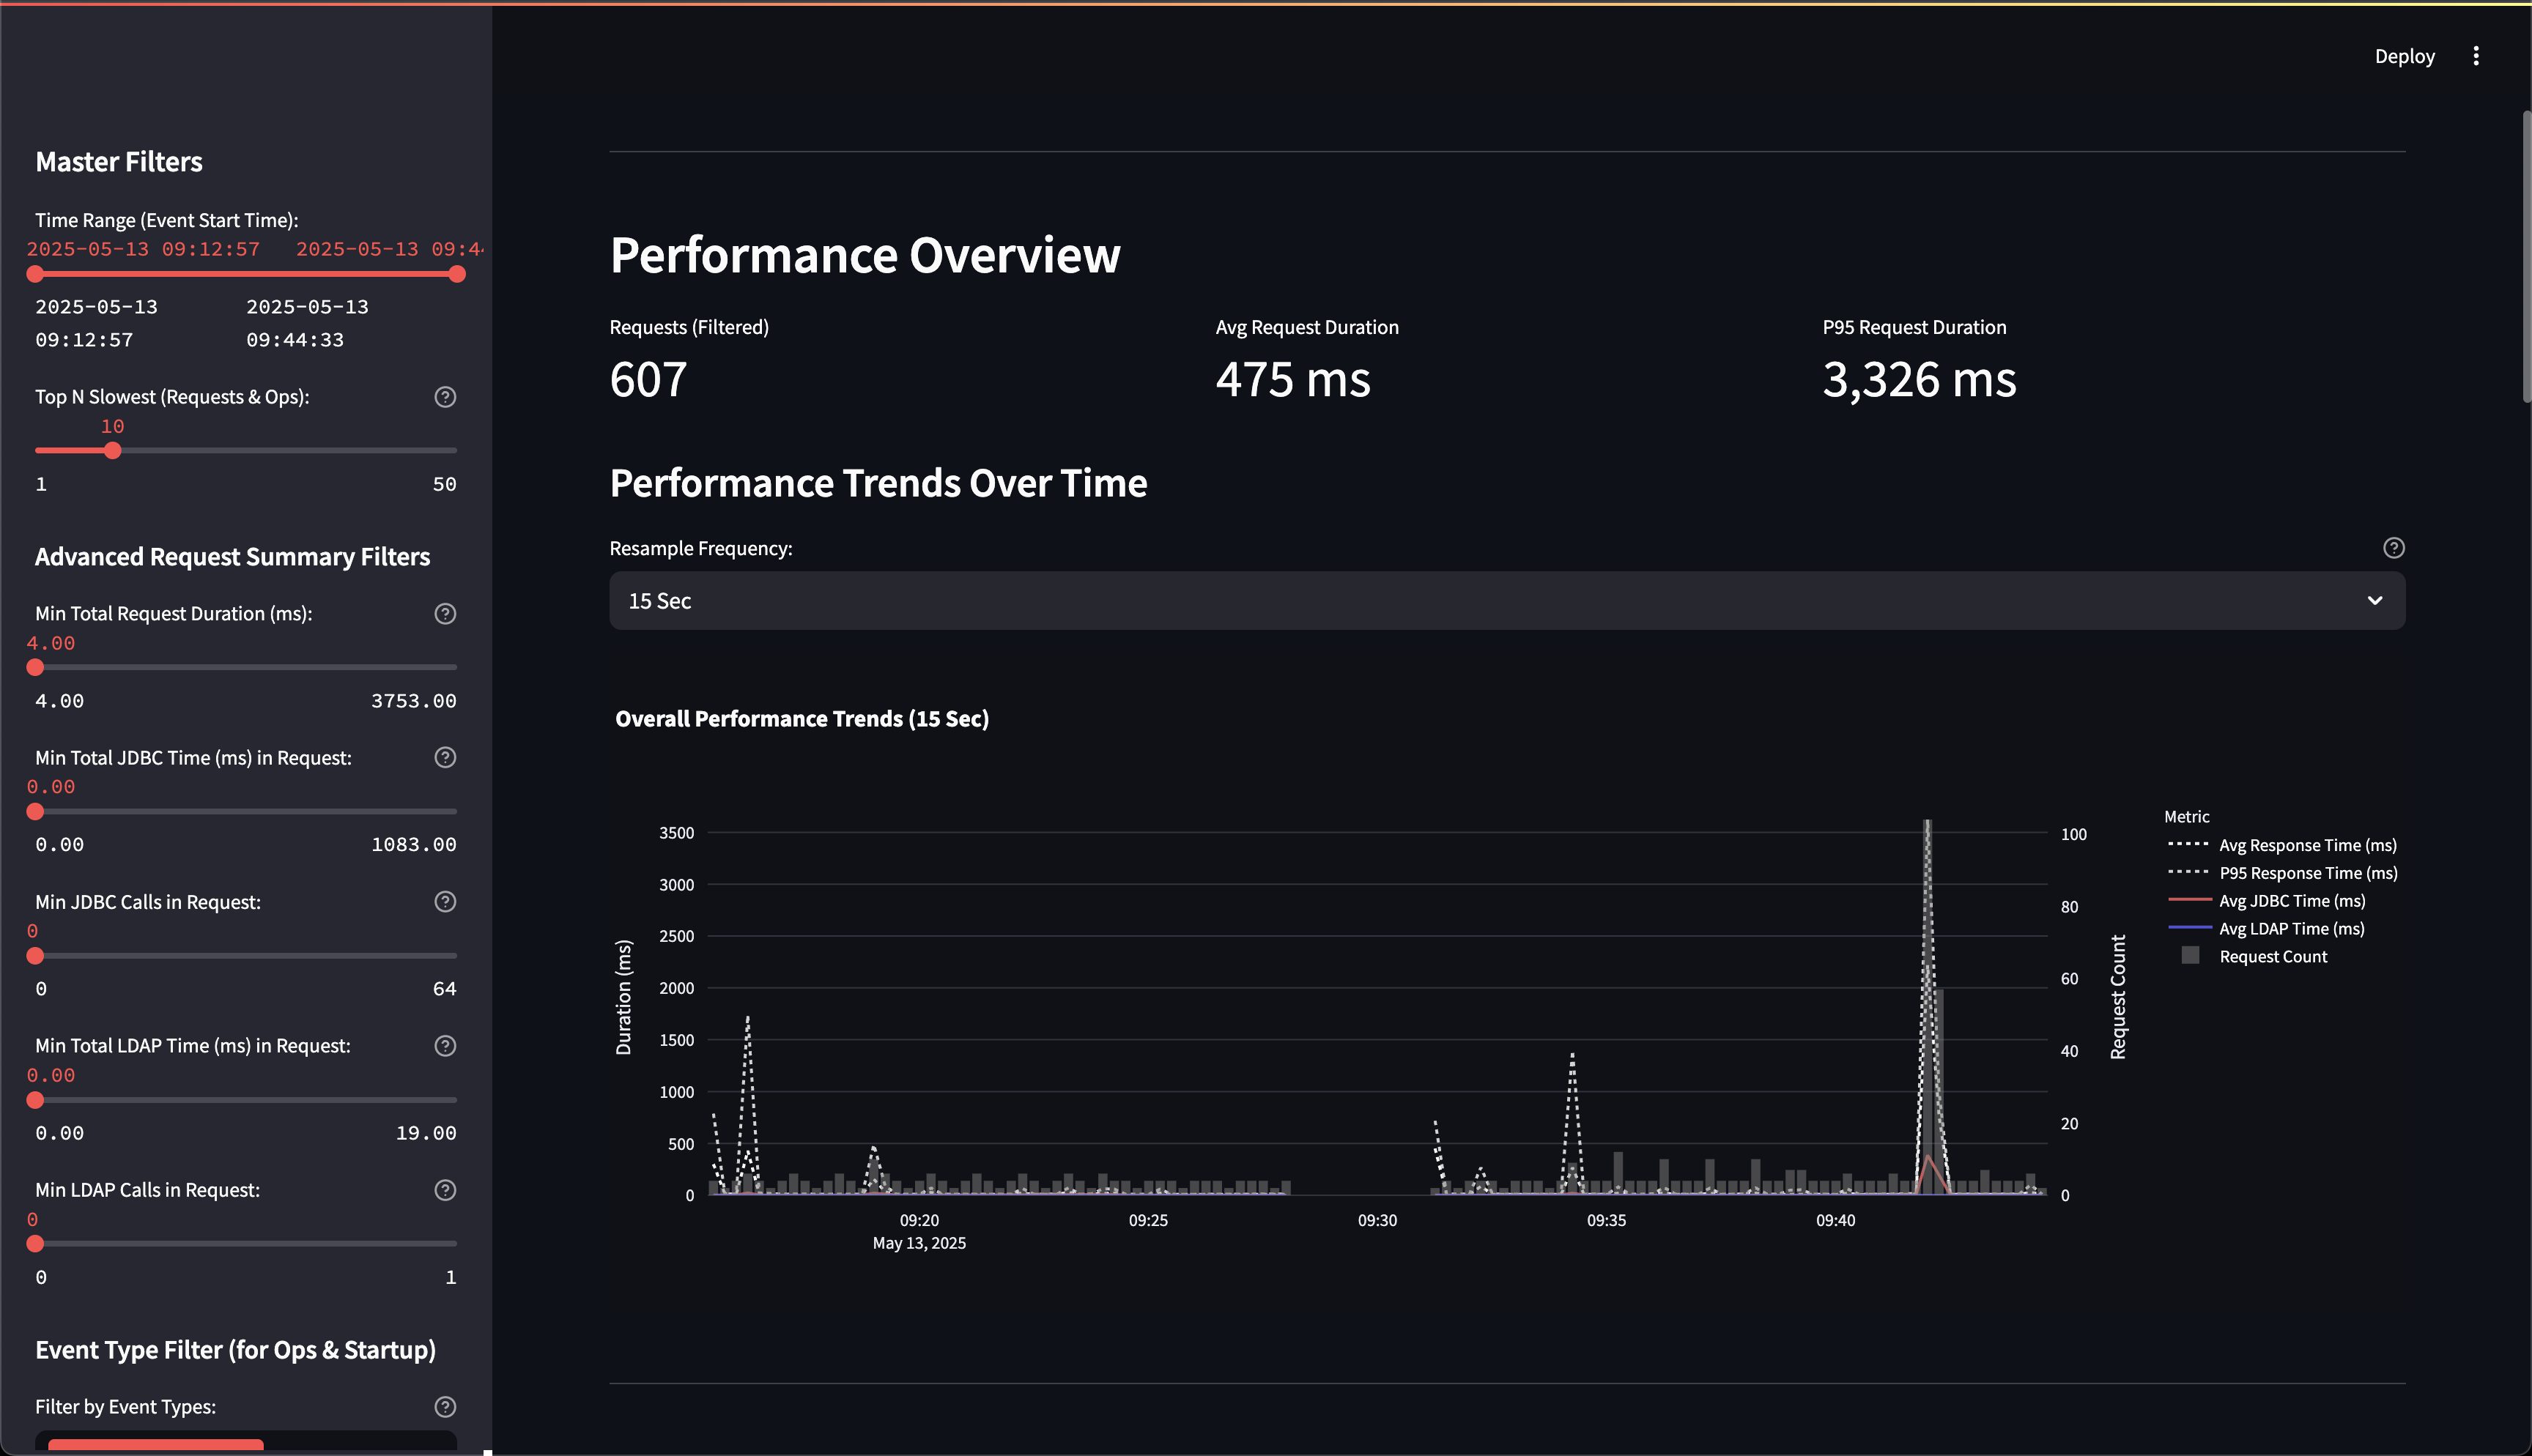 Deploy
Master Filters
Time Range (Event Start Time):
2025-05-13 09:12:57 2025-05-13 09:4
2025-05-13 09:12:57
2025-05-13 09:44:33
Top N Slowest (Requests & Ops):
10
1 50
Advanced Request Summary Filters
Min Total Request Duration (ms):
4.00
4.00 3753.00
Min Total JDBC Time (ms) in Request:
0.00
0.00 1083.00
Min JDBC Calls in Request:
0
0 64
Min Total LDAP Time (ms) in Request:
0.00
0.00 19.00
Min LDAP Calls in Request:
0
0 1
Event Type Filter (for Ops & Startup)
Filter by Event Types:
Performance Overview
Requests (Filtered)
607
Avg Request Duration
475 ms
P95 Request Duration
3,326 ms
Performance Trends Over Time
Resample Frequency:
15 Sec
Overall Performance Trends (15 Sec)
Duration (ms)
3500
3000
2500
2000
1500
1000
500
0
09:20
May 13, 2025
09:25
09:30
09:35
09:40
100
80
60
40
20
0
Request Count
Metric
Avg Response Time (ms)
P95 Response Time (ms)
Avg JDBC Time (ms)
Avg LDAP Time (ms)
Request Count